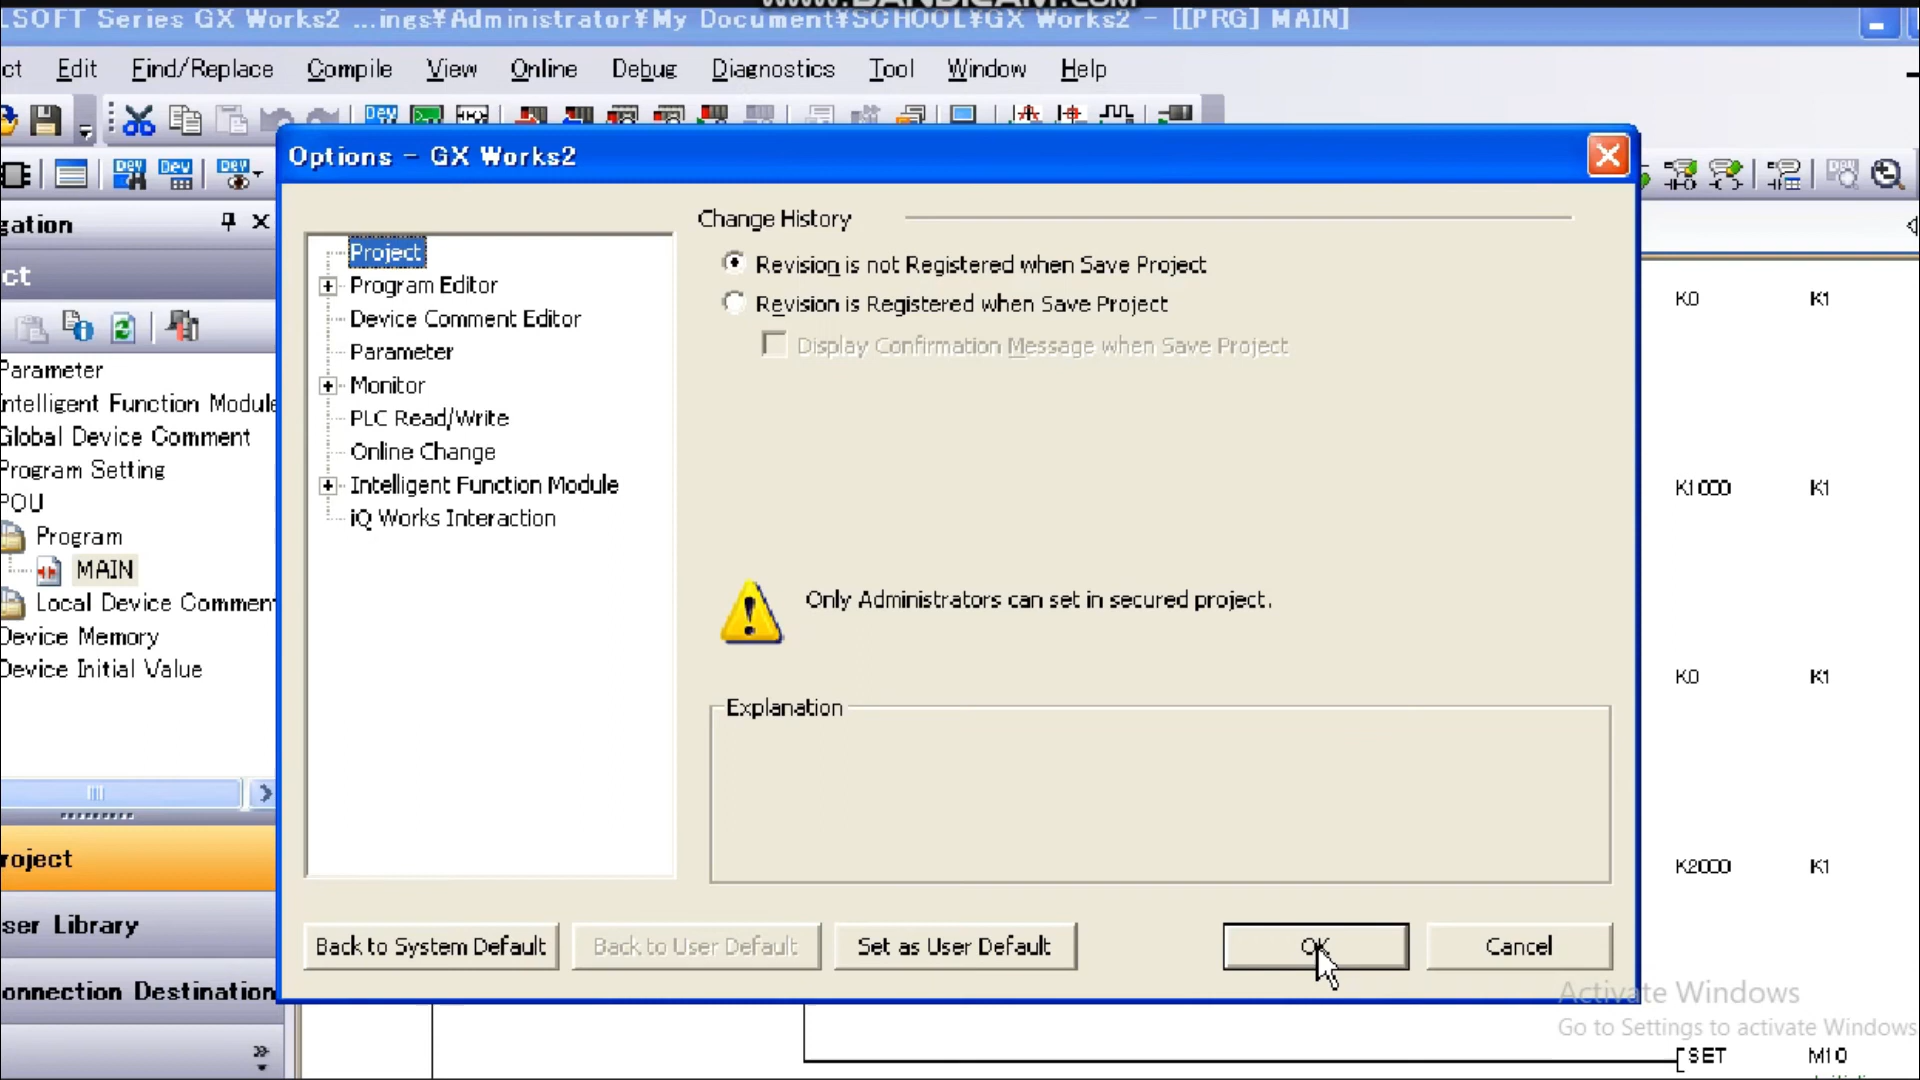 www.BANDICAM.com
LSOFT Series GX Works2 ...ings¥Administrator¥My Document¥SCHOOL¥GX Works2 - [[PRG] MAIN]
ct Edit Find/Replace Compile View Online Debug Diagnostics Tool Window Help
Options - GX Works2
gation
ct
Parameter
ntelligent Function Module
Global Device Comment
Program Setting
POU
Program
MAIN
Local Device Commen
Device Memory
Device Initial Value
roject
ser Library
onnection Destination
Project
Program Editor
Device Comment Editor
Parameter
Monitor
PLC Read/Write
Online Change
Intelligent Function Module
iQ Works Interaction
Change History
Revision is not Registered when Save Project
Revision is Registered when Save Project
Display Confirmation Message when Save Project
Only Administrators can set in secured project.
Explanation
Back to System Default
Back to User Default
Set as User Default
OK
Cancel
K0 K1
K1000 K1
K0 K1
K2000 K1
Activate Windows
Go to Settings to activate Windows
[SET M10